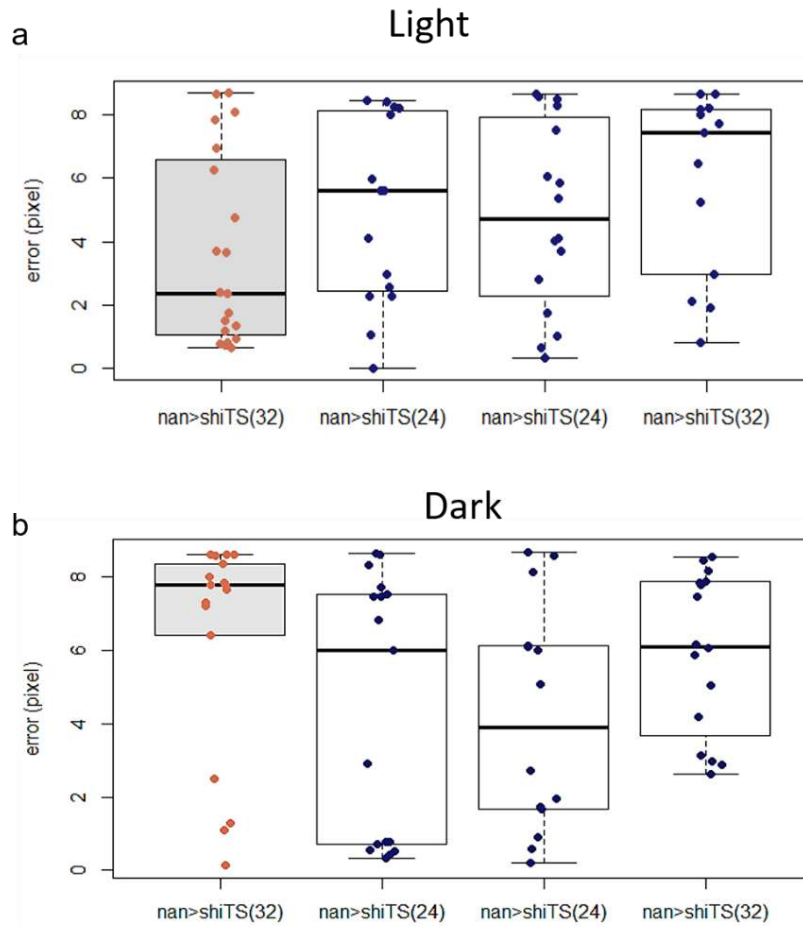 a
Light
error (pixel)
8
6
4
2
0
nan>shiTS(32) nan>shiTS(24) nan>shiTS(24) nan>shiTS(32)
b
Dark
error (pixel)
8
6
4
2
0
nan>shiTS(32) nan>shiTS(24) nan>shiTS(24) nan>shiTS(32)